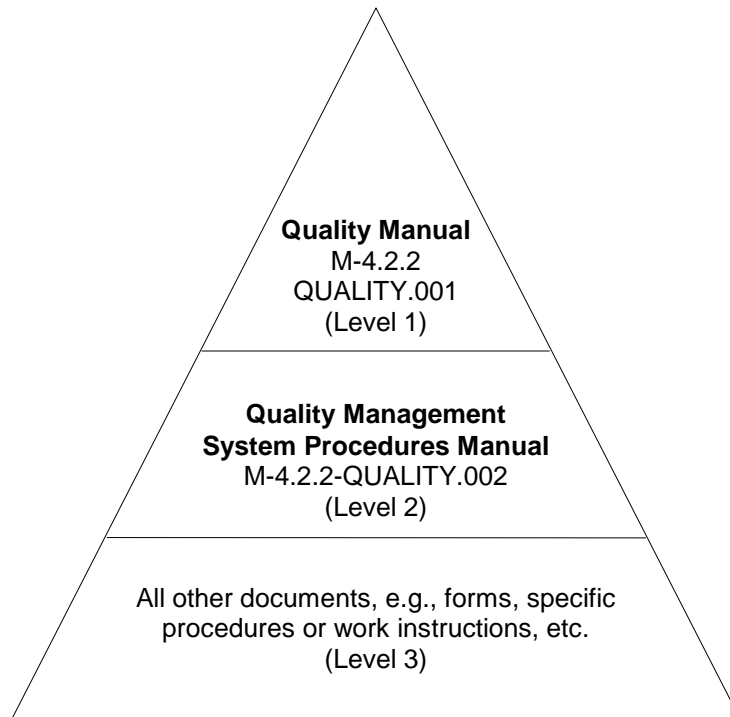 Quality Manual
M-4.2.2
QUALITY.001
(Level 1)
Quality Management
System Procedures Manual
M-4.2.2-QUALITY.002
(Level 2)
All other documents, e.g., forms, specific
procedures or work instructions, etc.
(Level 3)